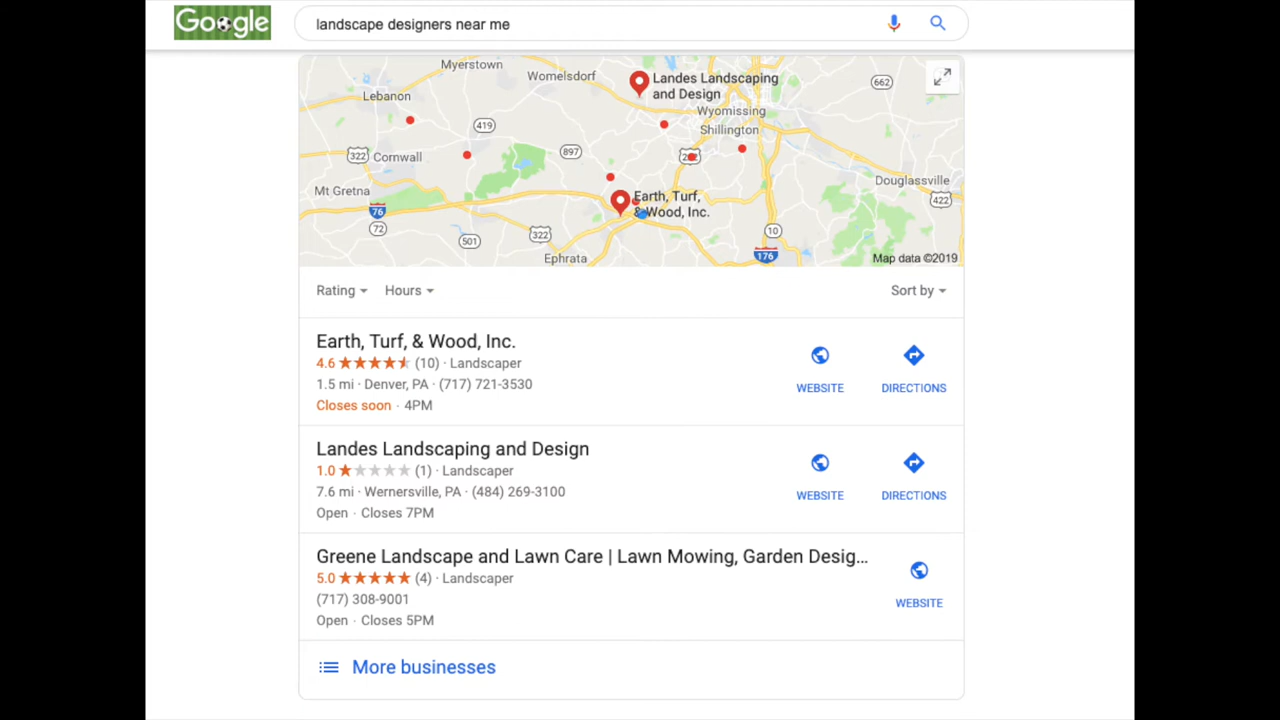 Google
landscape designers near me
Myerstown
Womelsdorf
Landes Landscaping
and Design
662
Lebanon
Wyomissing
419
Shillington
322
Cornwall
897
Mt Gretna
Douglassville
Earth, Turf,
& Wood, Inc.
422
76
72
501
322
10
Ephrata
176
Map data ©2019
Rating
Hours
Sort by
Earth, Turf, & Wood, Inc.
4.6 (10) · Landscaper
1.5 mi · Denver, PA · (717) 721-3530
Closes soon · 4PM
WEBSITE
DIRECTIONS
Landes Landscaping and Design
1.0 (1) · Landscaper
7.6 mi · Wernersville, PA · (484) 269-3100
Open · Closes 7PM
WEBSITE
DIRECTIONS
Greene Landscape and Lawn Care | Lawn Mowing, Garden Desig...
5.0 (4) · Landscaper
(717) 308-9001
Open · Closes 5PM
WEBSITE
More businesses